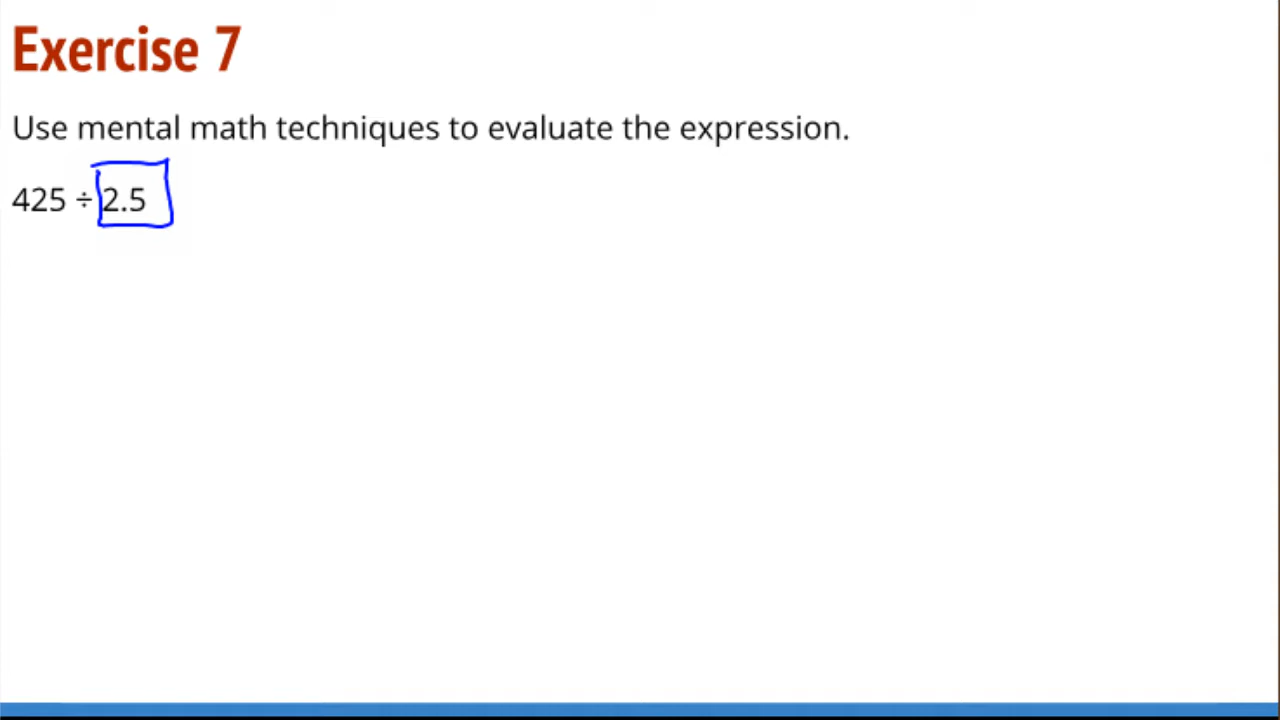 Exercise 7
Use mental math techniques to evaluate the expression.
425 ÷ 2.5